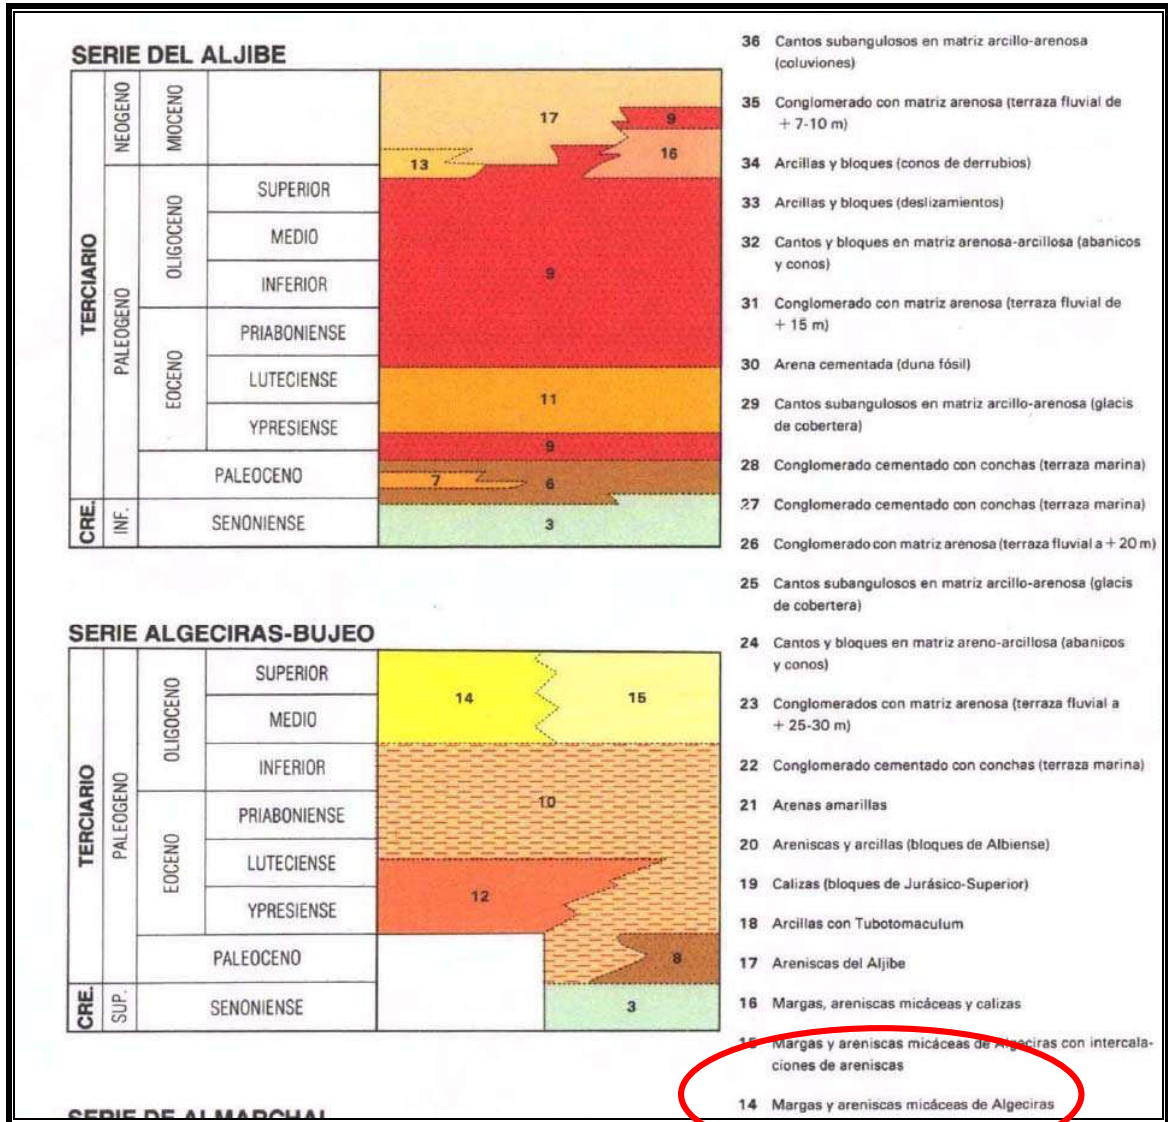 SERIE DEL ALJIBE
TERCIARIO
NEOGENO
MIOCENO
PALEOGENO
OLIGOCENO
SUPERIOR
MEDIO
INFERIOR
EOCENO
PRIABONIENSE
LUTECIENSE
YPRESIENSE
PALEOCENO
CRE.
INF.
SENONIENSE
17
9
13
16
9
11
9
7
6
3
SERIE ALGECIRAS-BUJEO
TERCIARIO
PALEOGENO
OLIGOCENO
SUPERIOR
MEDIO
INFERIOR
EOCENO
PRIABONIENSE
LUTECIENSE
YPRESIENSE
PALEOCENO
CRE.
SUP.
SENONIENSE
14
15
10
12
8
3
SERIE DE ALMARCHAL
36 Cantos subangulosos en matriz arcillo-arenosa
(coluviones)
35 Conglomerado con matriz arenosa (terraza fluvial de
+ 7-10 m)
34 Arcillas y bloques (conos de derrubios)
33 Arcillas y bloques (deslizamientos)
32 Cantos y bloques en matriz arenosa-arcillosa (abanicos
y conos)
31 Conglomerado con matriz arenosa (terraza fluvial de
+ 15 m)
30 Arena cementada (duna fósil)
29 Cantos subangulosos en matriz arcillo-arenosa (glacis
de cobertera)
28 Conglomerado cementado con conchas (terraza marina)
27 Conglomerado cementado con conchas (terraza marina)
26 Conglomerado con matriz arenosa (terraza fluvial a + 20 m)
25 Cantos subangulosos en matriz arcillo-arenosa (glacis
de cobertera)
24 Cantos y bloques en matriz areno-arcillosa (abanicos
y conos)
23 Conglomerados con matriz arenosa (terraza fluvial a
+ 25-30 m)
22 Conglomerado cementado con conchas (terraza marina)
21 Arenas amarillas
20 Areniscas y arcillas (bloques de Albiense)
19 Calizas (bloques de Jurásico-Superior)
18 Arcillas con Tubotomaculum
17 Areniscas del Aljibe
16 Margas, areniscas micáceas y calizas
15 Margas y areniscas micáceas de Algeciras con intercala-
ciones de areniscas
14 Margas y areniscas micáceas de Algeciras